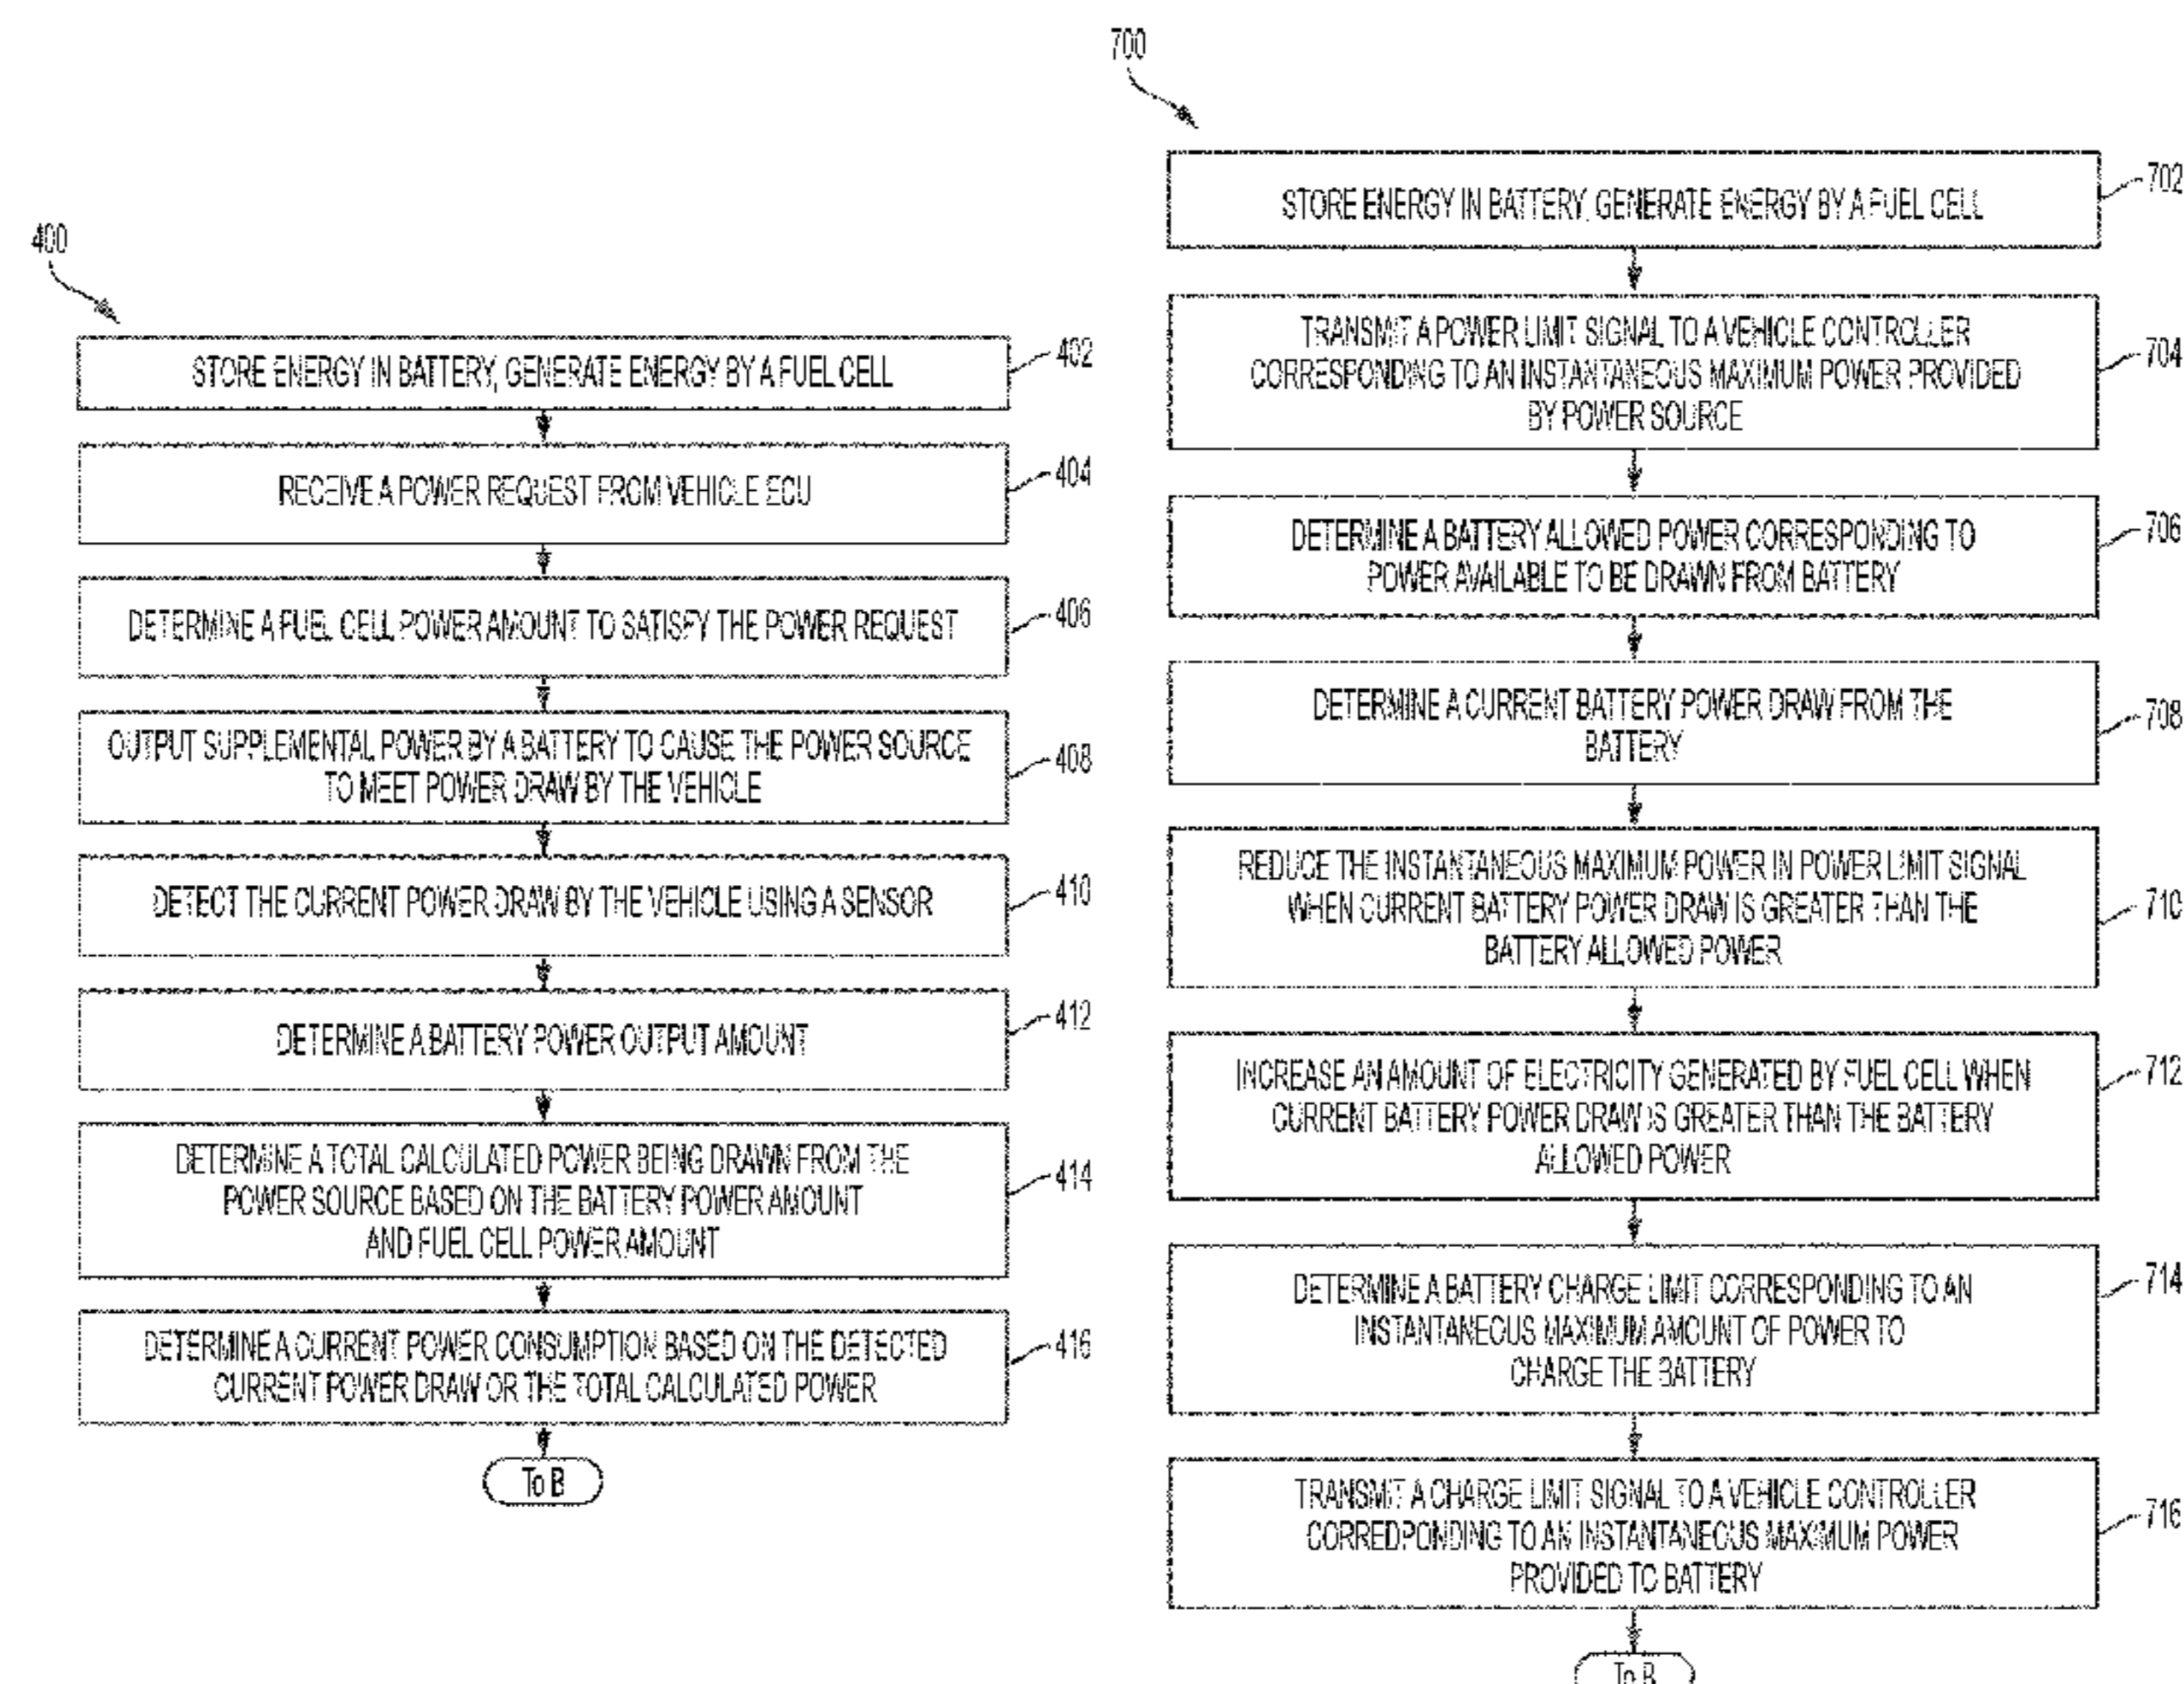 400
STORE ENERGY IN BATTERY, GENERATE ENERGY BY A FUEL CELL
402
RECEIVE A POWER REQUEST FROM VEHICLE ECU
404
DETERMINE A FUEL CELL POWER AMOUNT TO SATISFY THE POWER REQUEST
406
OUTPUT SUPPLEMENTAL POWER BY A BATTERY TO CAUSE THE POWER SOURCE
TO MEET POWER DRAW BY THE VEHICLE
408
DETECT THE CURRENT POWER DRAW BY THE VEHICLE USING A SENSOR
410
DETERMINE A BATTERY POWER OUTPUT AMOUNT
412
DETERMINE A TOTAL CALCULATED POWER BEING DRAWN FROM THE
POWER SOURCE BASED ON THE BATTERY POWER AMOUNT
AND FUEL CELL POWER AMOUNT
414
DETERMINE A CURRENT POWER CONSUMPTION BASED ON THE DETECTED
CURRENT POWER DRAW OR THE TOTAL CALCULATED POWER
416
To B
700
STORE ENERGY IN BATTERY, GENERATE ENERGY BY A FUEL CELL
702
TRANSMIT A POWER LIMIT SIGNAL TO A VEHICLE CONTROLLER
CORRESPONDING TO AN INSTANTANEOUS MAXIMUM POWER PROVIDED
BY POWER SOURCE
704
DETERMINE A BATTERY ALLOWED POWER CORRESPONDING TO
POWER AVAILABLE TO BE DRAWN FROM BATTERY
706
DETERMINE A CURRENT BATTERY POWER DRAW FROM THE
BATTERY
708
REDUCE THE INSTANTANEOUS MAXIMUM POWER IN POWER LIMIT SIGNAL
WHEN CURRENT BATTERY POWER DRAW IS GREATER THAN THE
BATTERY ALLOWED POWER
710
INCREASE AN AMOUNT OF ELECTRICITY GENERATED BY FUEL CELL WHEN
CURRENT BATTERY POWER DRAW IS GREATER THAN THE BATTERY
ALLOWED POWER
712
DETERMINE A BATTERY CHARGE LIMIT CORRESPONDING TO AN
INSTANTANEOUS MAXIMUM AMOUNT OF POWER TO
CHARGE THE BATTERY
714
TRANSMIT A CHARGE LIMIT SIGNAL TO A VEHICLE CONTROLLER
CORREDPONDING TO AN INSTANTANEOUS MAXIMUM POWER
PROVIDED TO BATTERY
716
To B